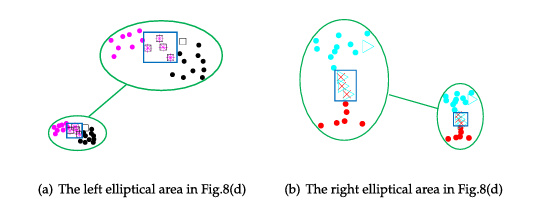 (a) The left elliptical area in Fig.8(d)
(b) The right elliptical area in Fig.8(d)